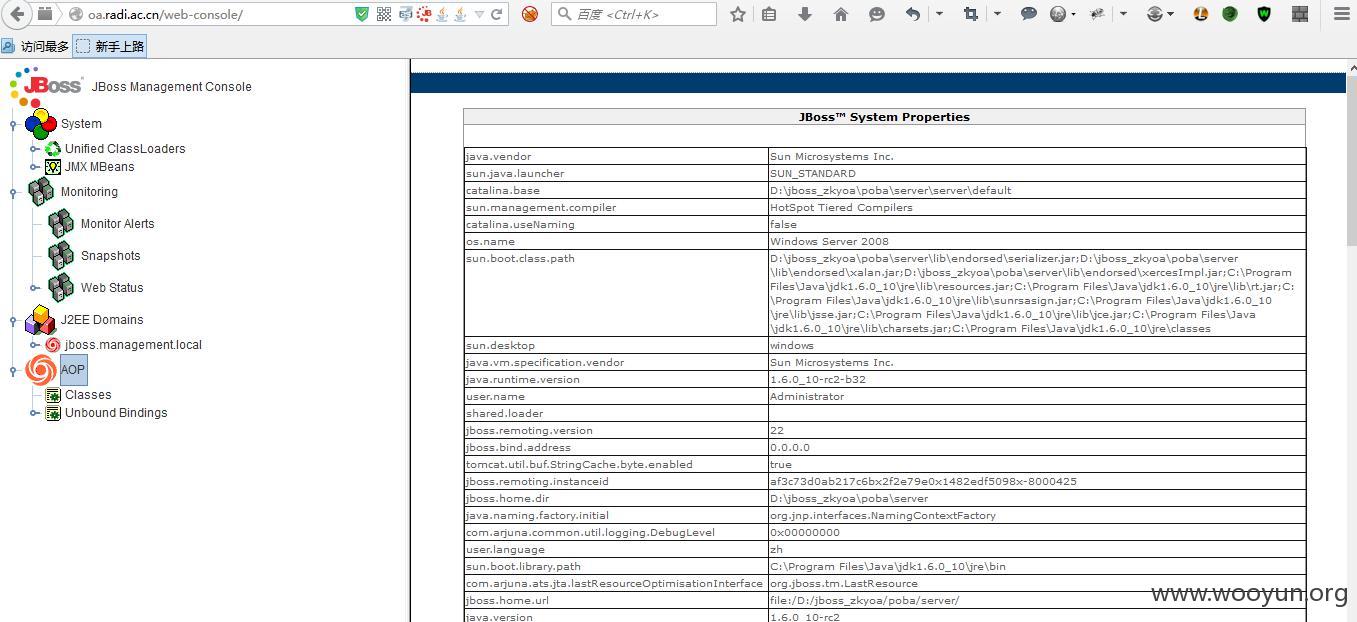 oa.radi.ac.cn/web-console/
百度 <Ctrl+K>
访问最多 新手上路
JBoss JBoss Management Console
System
Unified ClassLoaders
JMX MBeans
Monitoring
Monitor Alerts
Snapshots
Web Status
J2EE Domains
jboss.management.local
AOP
Classes
Unbound Bindings
JBoss™ System Properties
java.vendor Sun Microsystems Inc.
sun.java.launcher SUN_STANDARD
catalina.base D:\jboss_zkyoa\poba\server\server\default
sun.management.compiler HotSpot Tiered Compilers
catalina.useNaming false
os.name Windows Server 2008
sun.boot.class.path D:\jboss_zkyoa\poba\server\lib\endorsed\serializer.jar;D:\jboss_zkyoa\poba\server
\lib\endorsed\xalan.jar;D:\jboss_zkyoa\poba\server\lib\endorsed\xercesImpl.jar;C:\Program
Files\Java\jdk1.6.0_10\jre\lib\resources.jar;C:\Program Files\Java\jdk1.6.0_10\jre\lib\rt.jar;C:
\Program Files\Java\jdk1.6.0_10\jre\lib\sunrsasign.jar;C:\Program Files\Java\jdk1.6.0_10
\jre\lib\jsse.jar;C:\Program Files\Java\jdk1.6.0_10\jre\lib\jce.jar;C:\Program Files\Java
\jdk1.6.0_10\jre\lib\charsets.jar;C:\Program Files\Java\jdk1.6.0_10\jre\classes
sun.desktop windows
java.vm.specification.vendor Sun Microsystems Inc.
java.runtime.version 1.6.0_10-rc2-b32
user.name Administrator
shared.loader
jboss.remoting.version 22
jboss.bind.address 0.0.0.0
tomcat.util.buf.StringCache.byte.enabled true
jboss.remoting.instanceid af3c73d0ab217c6bx2f2e79e0x1482edf5098x-8000425
jboss.home.dir D:\jboss_zkyoa\poba\server
java.naming.factory.initial org.jnp.interfaces.NamingContextFactory
com.arjuna.common.util.logging.DebugLevel 0x00000000
user.language zh
sun.boot.library.path C:\Program Files\Java\jdk1.6.0_10\jre\bin
com.arjuna.ats.jta.lastResourceOptimisationInterface org.jboss.tm.LastResource
jboss.home.url file:/D:/jboss_zkyoa/poba/server/
java.version 1.6.0_10-rc2
www.wooyun.org